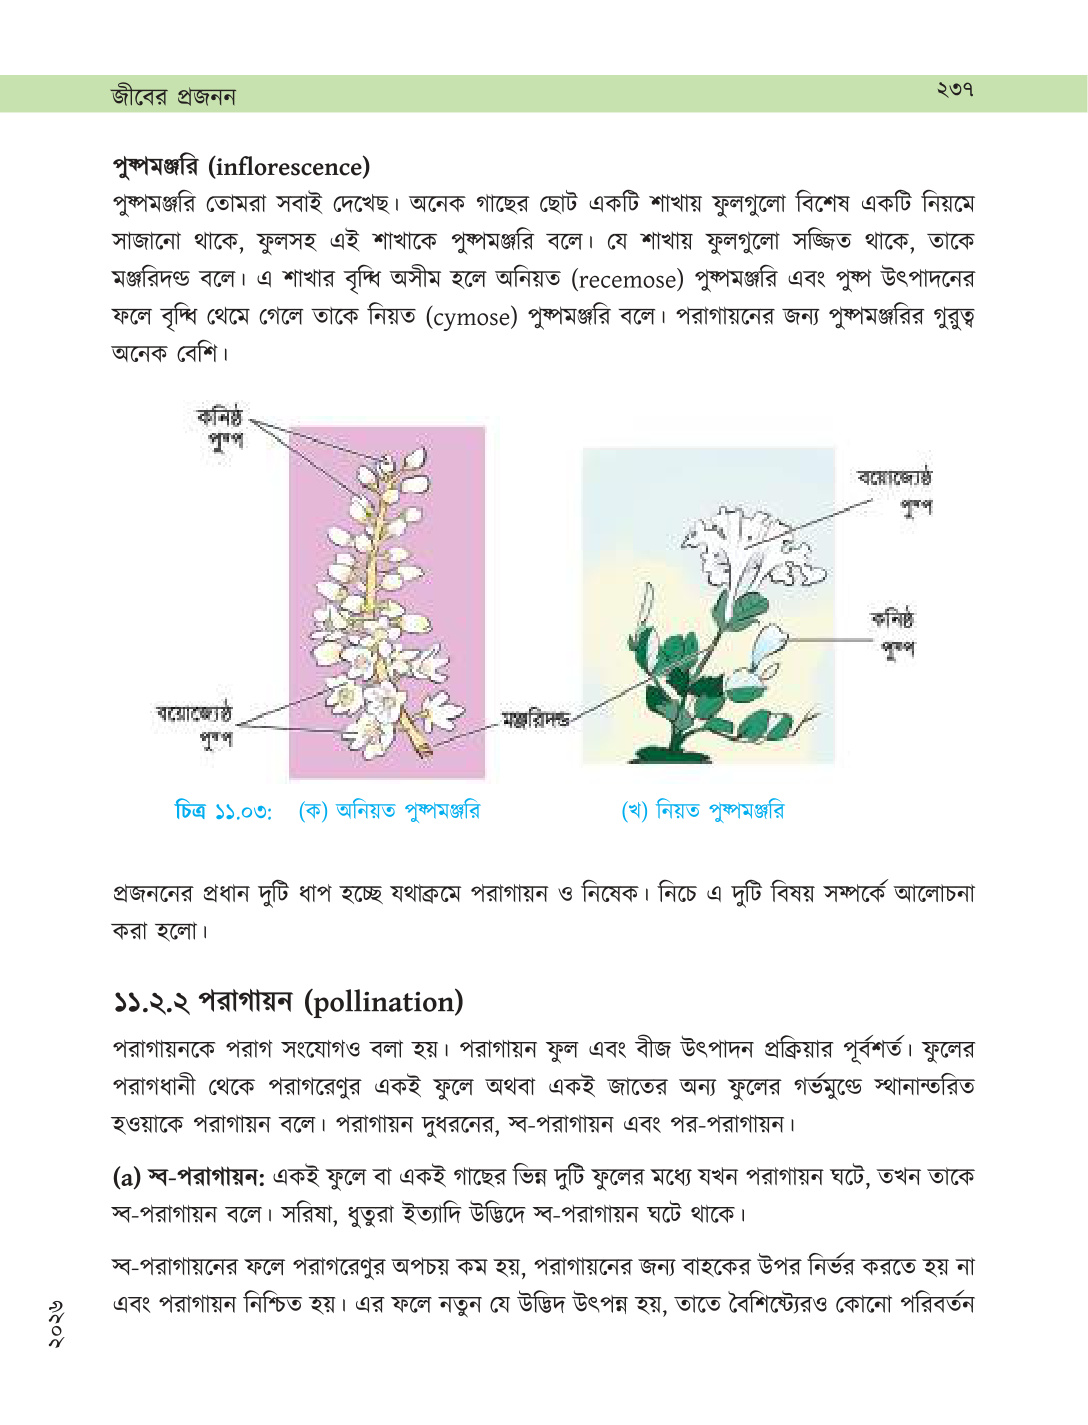 জীবের প্রজনন
২৩৭
পুষ্পমঞ্জরি (inflorescence)
পুষ্পমঞ্জরি তোমরা সবাই দেখেছ। অনেক গাছের ছোট একটি শাখায় ফুলগুলো বিশেষ একটি নিয়মে
সাজানো থাকে, ফুলসহ এই শাখাকে পুষ্পমঞ্জরি বলে। যে শাখায় ফুলগুলো সজ্জিত থাকে, তাকে
মঞ্জরিদণ্ড বলে। এ শাখার বৃদ্ধি অসীম হলে অনিয়ত (recemose) পুষ্পমঞ্জরি এবং পুষ্প উৎপাদনের
ফলে বৃদ্ধি থেমে গেলে তাকে নিয়ত (cymose) পুষ্পমঞ্জরি বলে। পরাগায়নের জন্য পুষ্পমঞ্জরির গুরুত্ব
অনেক বেশি।
কনিষ্ঠ
পুষ্প
বয়োজ্যেষ্ঠ
পুষ্প
কনিষ্ঠ
পুষ্প
বয়োজ্যেষ্ঠ
পুষ্প
মঞ্জরিদণ্ড
চিত্র ১১.০৩: (ক) অনিয়ত পুষ্পমঞ্জরি (খ) নিয়ত পুষ্পমঞ্জরি
প্রজননের প্রধান দুটি ধাপ হচ্ছে যথাক্রমে পরাগায়ন ও নিষেক। নিচে এ দুটি বিষয় সম্পর্কে আলোচনা
করা হলো।
১১.২.২ পরাগায়ন (pollination)
পরাগায়নকে পরাগ সংযোগও বলা হয়। পরাগায়ন ফুল এবং বীজ উৎপাদন প্রক্রিয়ার পূর্বশর্ত। ফুলের
পরাগধানী থেকে পরাগরেণুর একই ফুলে অথবা একই জাতের অন্য ফুলের গর্ভমুণ্ডে স্থানান্তরিত
হওয়াকে পরাগায়ন বলে। পরাগায়ন দুধরনের, স্ব-পরাগায়ন এবং পর-পরাগায়ন।
(a) স্ব-পরাগায়ন: একই ফুলে বা একই গাছের ভিন্ন দুটি ফুলের মধ্যে যখন পরাগায়ন ঘটে, তখন তাকে
স্ব-পরাগায়ন বলে। সরিষা, ধুতুরা ইত্যাদি উদ্ভিদে স্ব-পরাগায়ন ঘটে থাকে।
স্ব-পরাগায়নের ফলে পরাগরেণুর অপচয় কম হয়, পরাগায়নের জন্য বাহকের উপর নির্ভর করতে হয় না
এবং পরাগায়ন নিশ্চিত হয়। এর ফলে নতুন যে উদ্ভিদ উৎপন্ন হয়, তাতে বৈশিষ্ট্যেরও কোনো পরিবর্তন
২০২৬